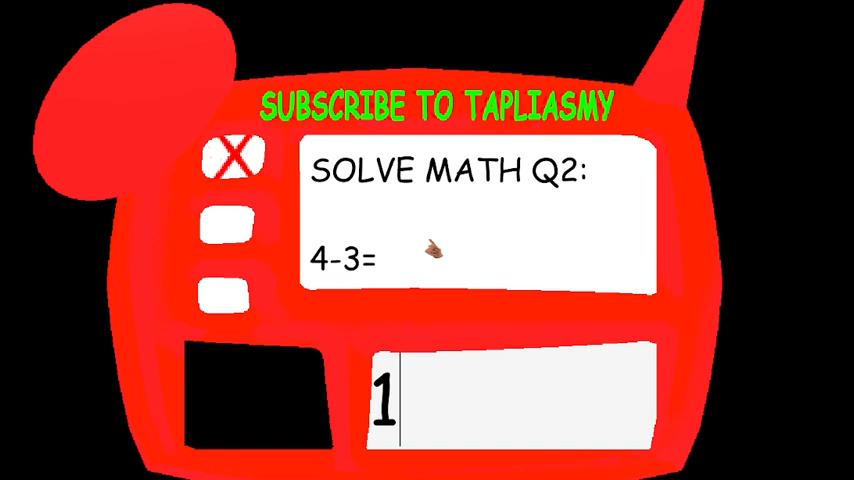 SUBSCRIBE TO TAPLIASMY
X
SOLVE MATH Q2:
4-3=
1